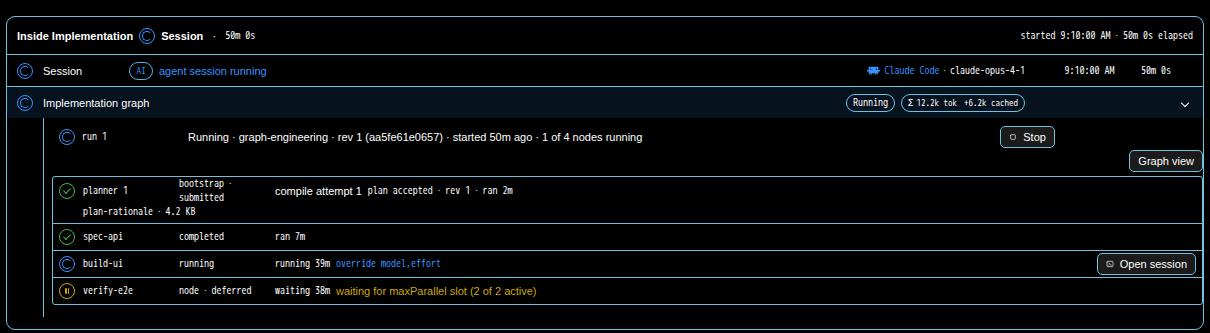 Inside Implementation Session · 50m 0s started 9:10:00 AM · 50m 0s elapsed
Session AI agent session running Claude Code · claude-opus-4-1 9:10:00 AM 50m 0s
Implementation graph Running Σ 12.2k tok +6.2k cached
run 1 Running · graph-engineering · rev 1 (aa5fe61e0657) · started 50m ago · 1 of 4 nodes running Stop
Graph view
planner 1 bootstrap · submitted compile attempt 1 plan accepted · rev 1 · ran 2m
plan-rationale · 4.2 KB
spec-api completed ran 7m
build-ui running running 39m override model,effort Open session
verify-e2e node · deferred waiting 38m waiting for maxParallel slot (2 of 2 active)